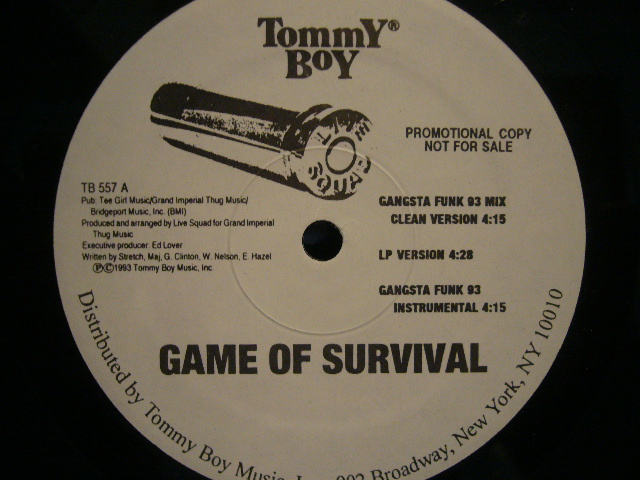 TOMMY® BOY
LIVE SQUAD
PROMOTIONAL COPY
NOT FOR SALE
TB 557 A
Pub: Tee Girl Music/Grand Imperial Thug Music/
Bridgeport Music, Inc. (BMI)
Produced and arranged by Live Squad for Grand Imperial
Thug Music
Executive producer: Ed Lover
Written by Stretch, Maj, G. Clinton, W. Nelson, E. Hazel
℗©1993 Tommy Boy Music, Inc.
GANGSTA FUNK 93 MIX
CLEAN VERSION 4:15
LP VERSION 4:28
GANGSTA FUNK 93
INSTRUMENTAL 4:15
GAME OF SURVIVAL
Distributed by Tommy Boy Music, Broadway, New York, NY 10010